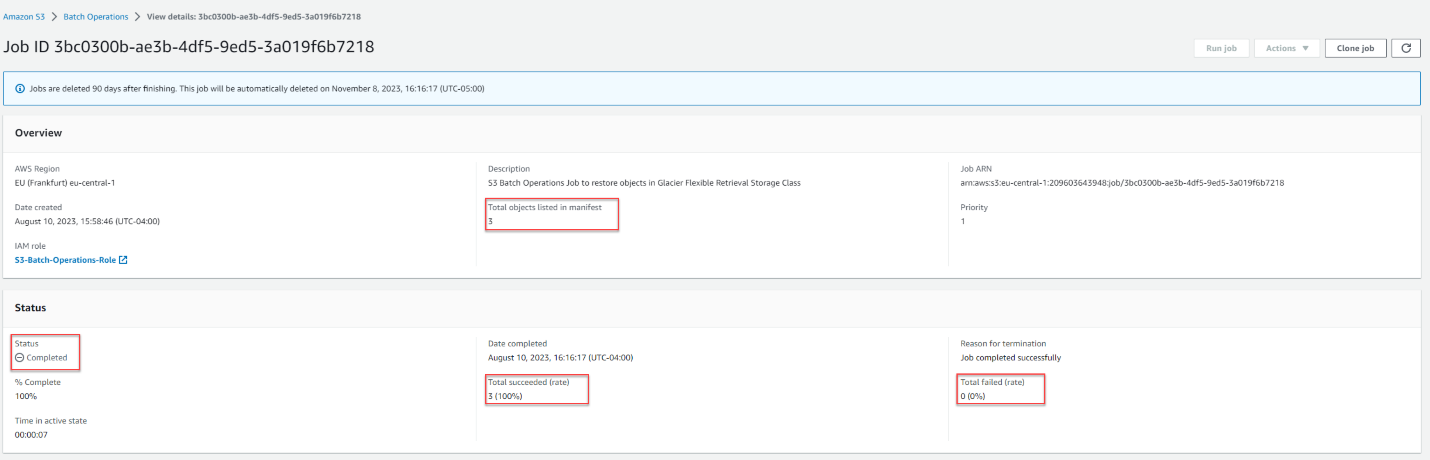 Amazon S3 > Batch Operations > View details: 3bc0300b-ae3b-4df5-9ed5-3a019f6b7218
Job ID 3bc0300b-ae3b-4df5-9ed5-3a019f6b7218
Run job
Actions
Clone job
Jobs are deleted 90 days after finishing. This job will be automatically deleted on November 8, 2023, 16:16:17 (UTC-05:00)
Overview
AWS Region
EU (Frankfurt) eu-central-1
Date created
August 10, 2023, 15:58:46 (UTC-04:00)
IAM role
S3-Batch-Operations-Role
Description
S3 Batch Operations Job to restore objects in Glacier Flexible Retrieval Storage Class
Total objects listed in manifest
3
Job ARN
arn:aws:s3:eu-central-1:209603643948:job/3bc0300b-ae3b-4df5-9ed5-3a019f6b7218
Priority
1
Status
Status
Completed
% Complete
100%
Time in active state
00:00:07
Date completed
August 10, 2023, 16:16:17 (UTC-04:00)
Total succeeded (rate)
3 (100%)
Reason for termination
Job completed successfully
Total failed (rate)
0 (0%)